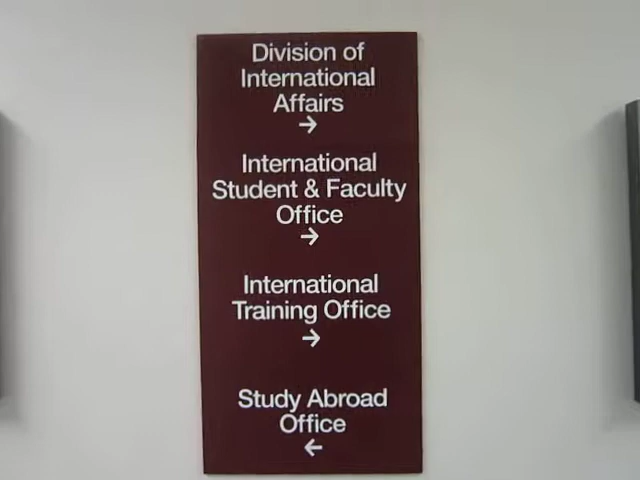 Division of
International
Affairs
→
International
Student & Faculty
Office
→
International
Training Office
→
Study Abroad
Office
←